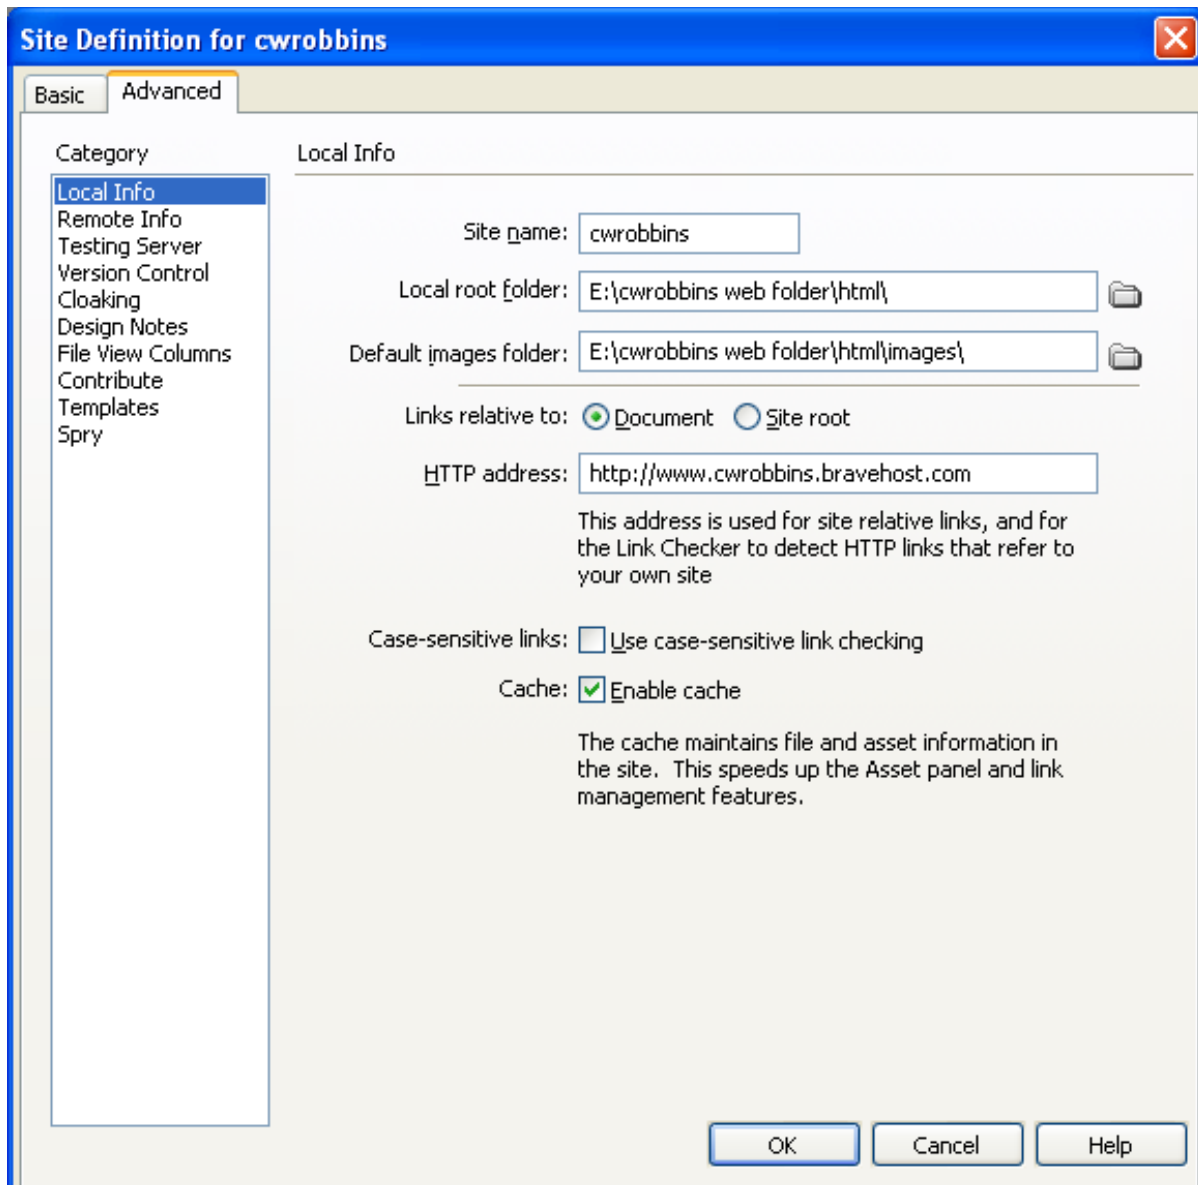 Site Definition for cwrobbins
Basic
Advanced
Category
Local Info
Remote Info
Testing Server
Version Control
Cloaking
Design Notes
File View Columns
Contribute
Templates
Spry
Local Info
Site name: cwrobbins
Local root folder: E:\cwrobbins web folder\html\
Default images folder: E:\cwrobbins web folder\html\images\
Links relative to: Document Site root
HTTP address: http://www.cwrobbins.bravehost.com
This address is used for site relative links, and for
the Link Checker to detect HTTP links that refer to
your own site
Case-sensitive links: Use case-sensitive link checking
Cache: Enable cache
The cache maintains file and asset information in
the site. This speeds up the Asset panel and link
management features.
OK Cancel Help